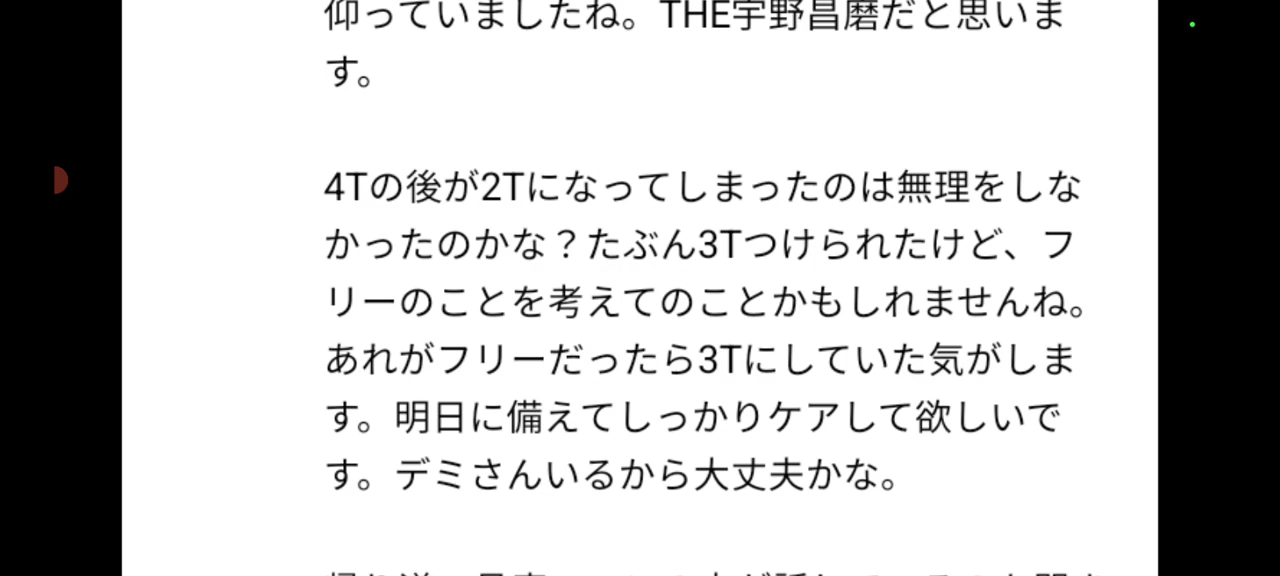 仰っていましたね。THE宇野昌磨だと思いま
す。
4Tの後が2Tになってしまったのは無理をしな
かったのかな？たぶん3Tつけられたけど、フ
リーのことを考えてのことかもしれませんね。
あれがフリーだったら3Tにしていた気がしま
す。明日に備えてしっかりケアして欲しいで
す。デミさんいるから大丈夫かな。